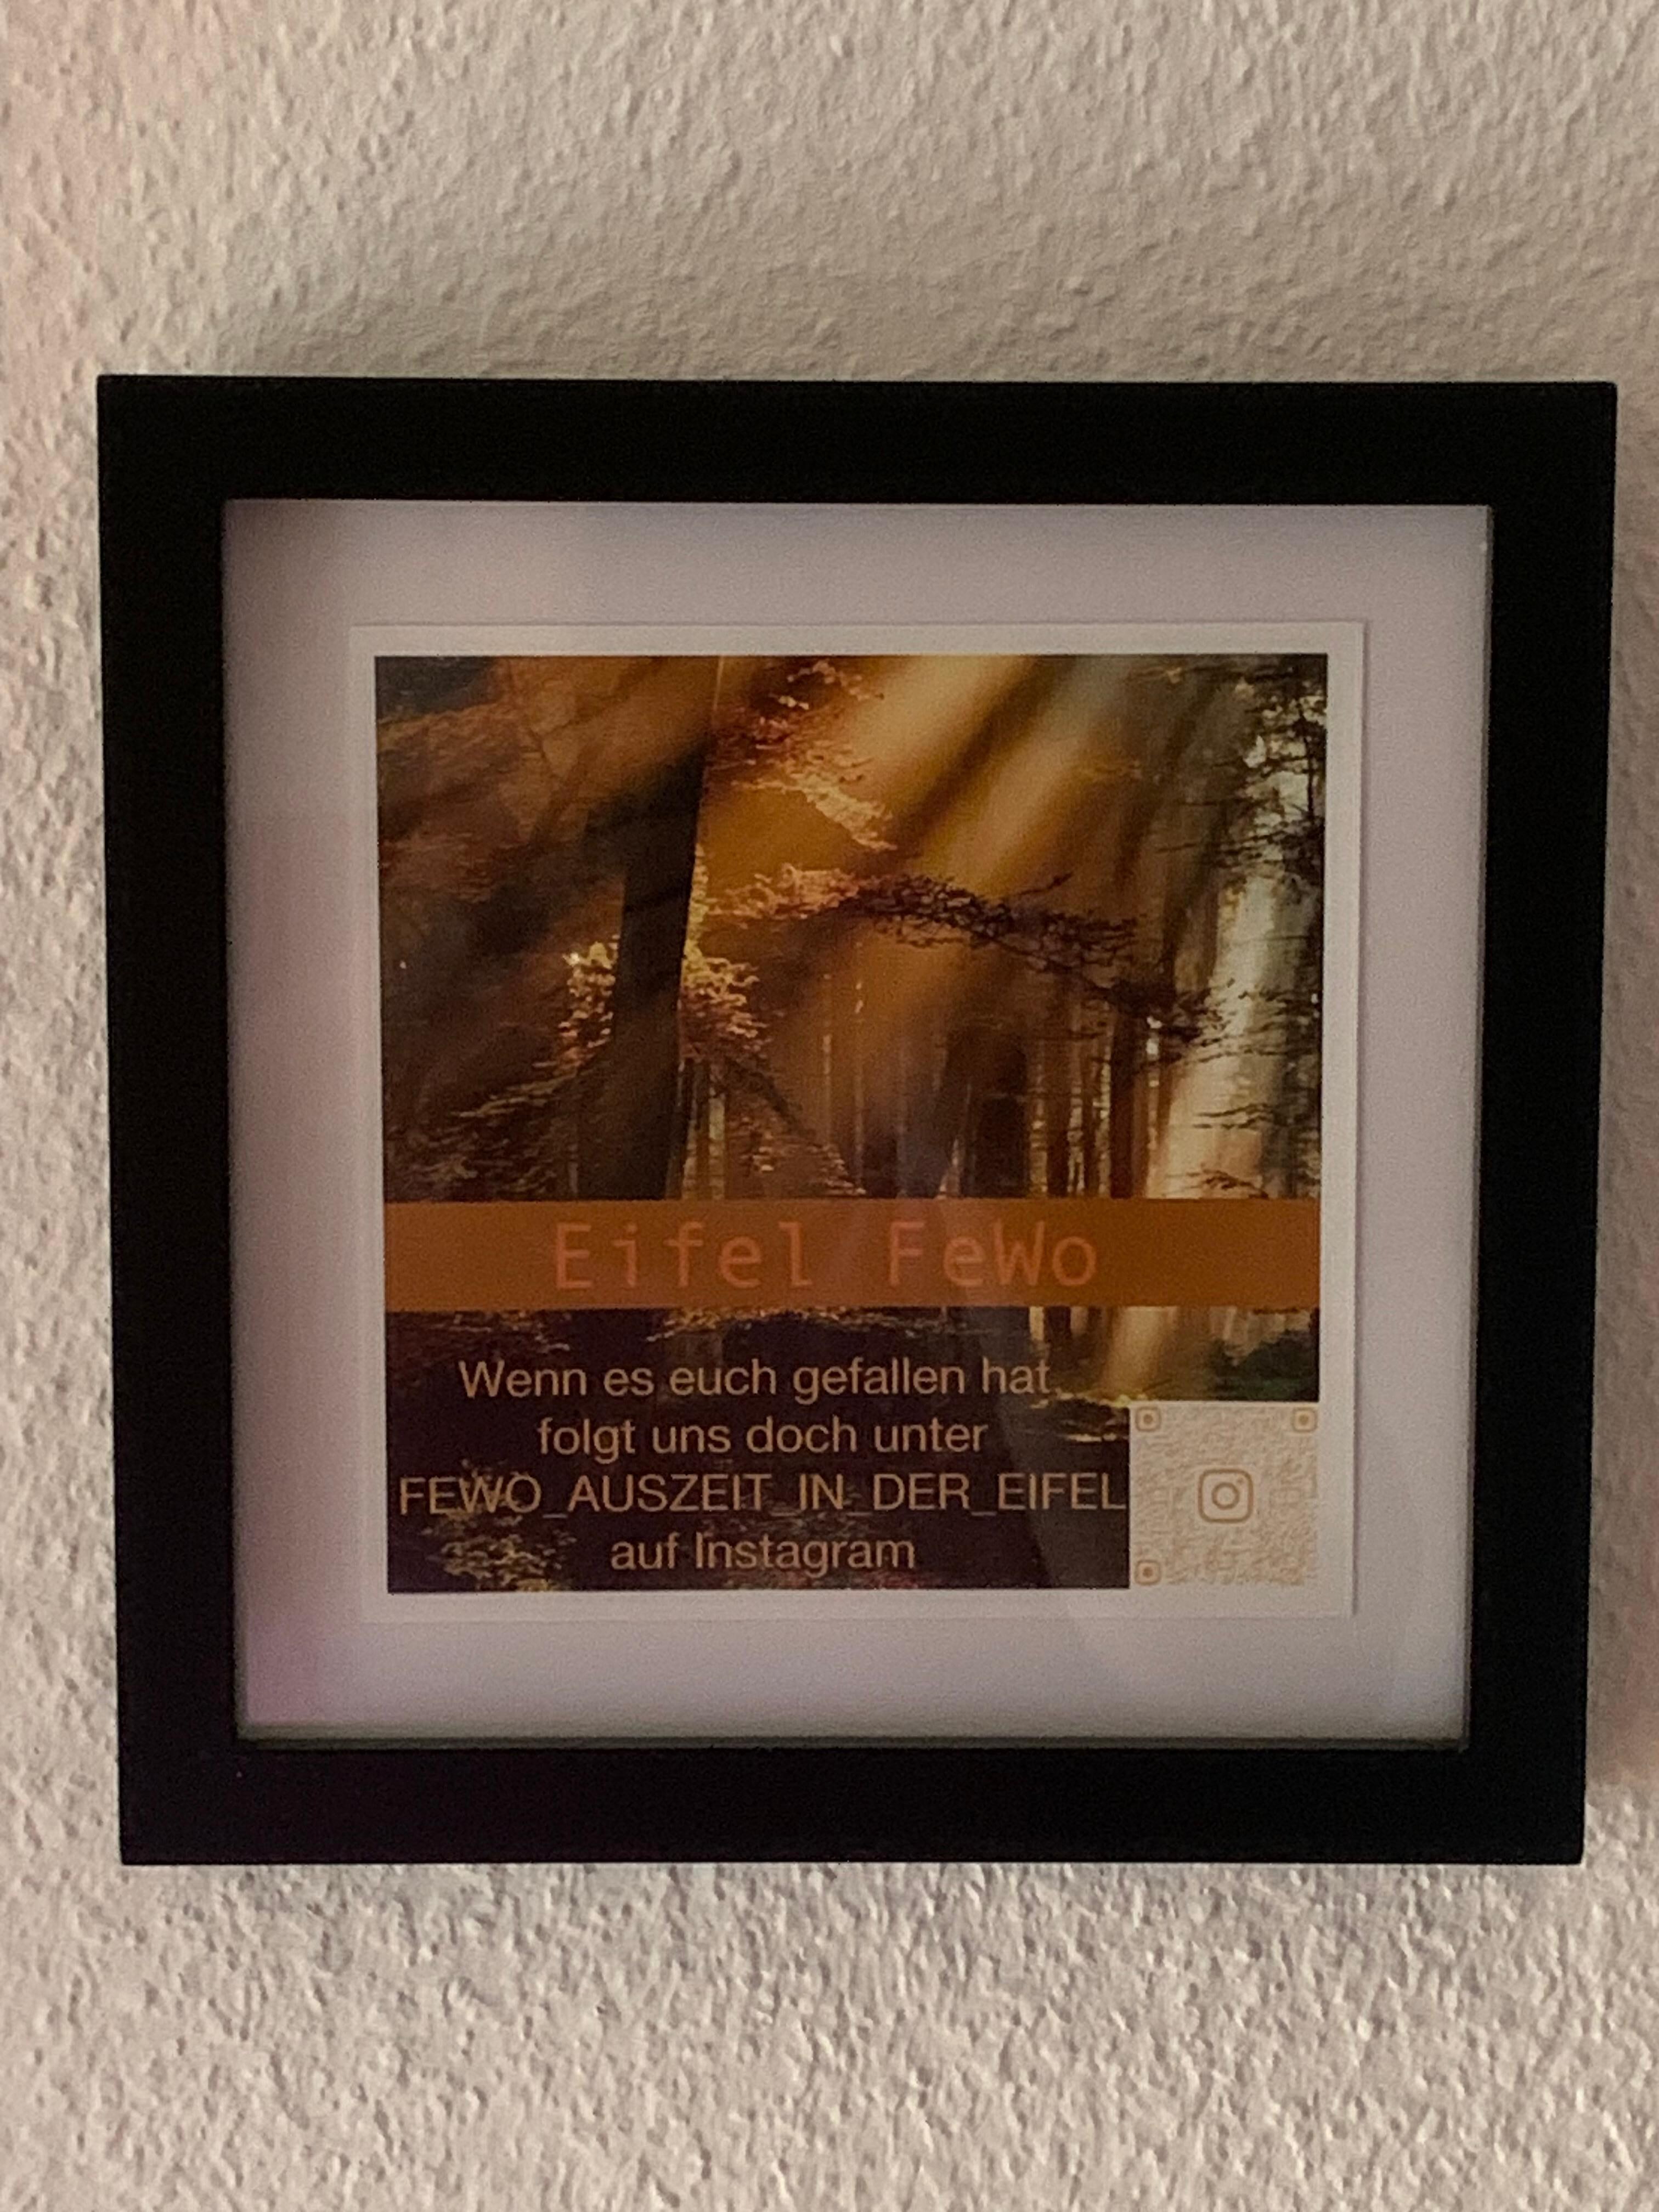 Eifel FeWo
Wenn es euch gefallen hat
folgt uns doch unter
FEWO_AUSZEIT_IN_DER_EIFEL
auf Instagram